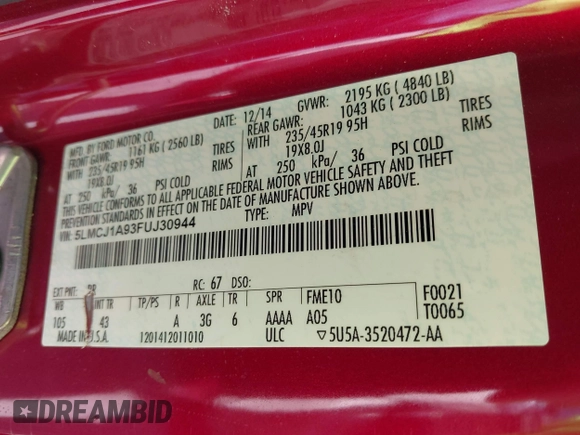 MFD. BY FORD MOTOR CO.
DATE: 12/14
GVWR: 2195 KG ( 4840 LB)
FRONT GAWR: 1161 KG ( 2560 LB)
REAR GAWR: 1043 KG ( 2300 LB)
WITH 235/45R19 95H TIRES
WITH 235/45R19 95H TIRES
19X8.0J RIMS
19X8.0J RIMS
AT 250 kPa/ 36 PSI COLD
AT 250 kPa/ 36 PSI COLD
THIS VEHICLE CONFORMS TO ALL APPLICABLE FEDERAL MOTOR VEHICLE SAFETY AND THEFT
PREVENTION STANDARDS IN EFFECT ON THE DATE OF MANUFACTURE SHOWN ABOVE.
VIN: 5LMCJ1A93FUJ30944
TYPE: MPV
EXT PNT: RR RC: 67 DSO:
WB INT TR TP/PS R AXLE TR SPR FME10 F0021
105 43 A 3G 6 AAAA A05 T0065
MADE IN U.S.A. 1201412011010 ULC ▽5U5A-3520472-AA
DREAMBID